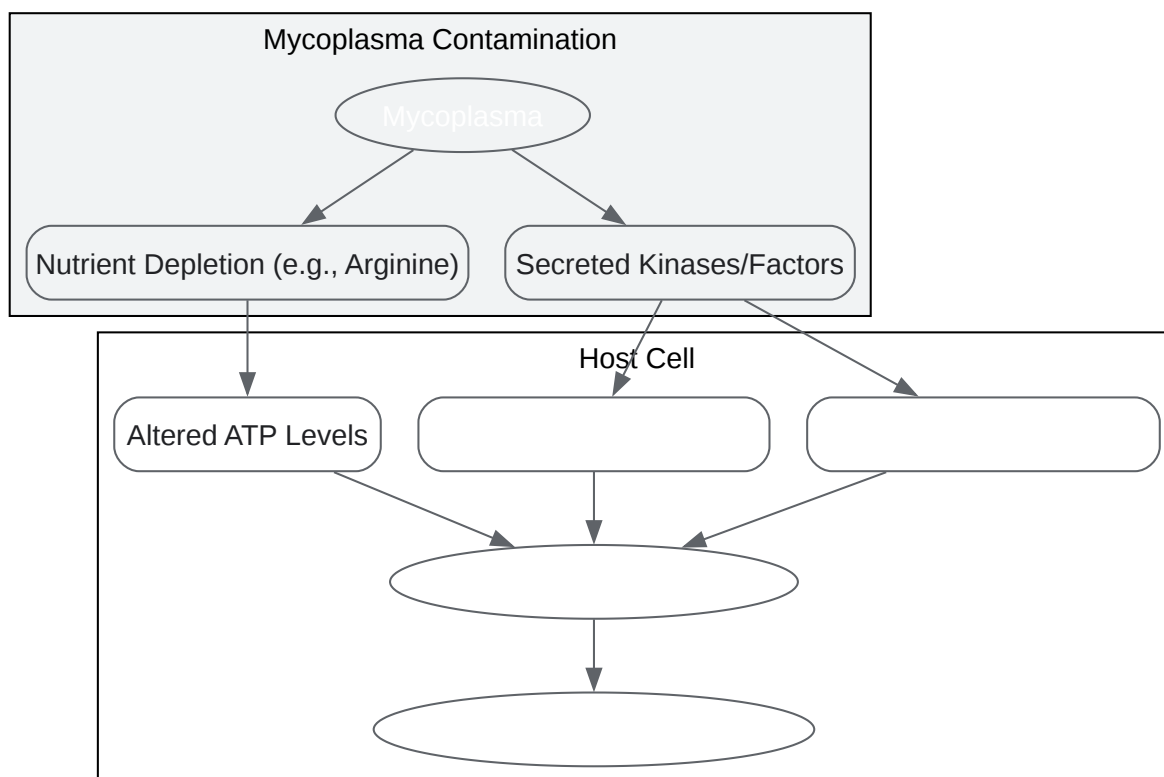 Mycoplasma Contamination
Mycoplasma
Nutrient Depletion (e.g., Arginine)
Secreted Kinases/Factors
Host Cell
Altered ATP Levels